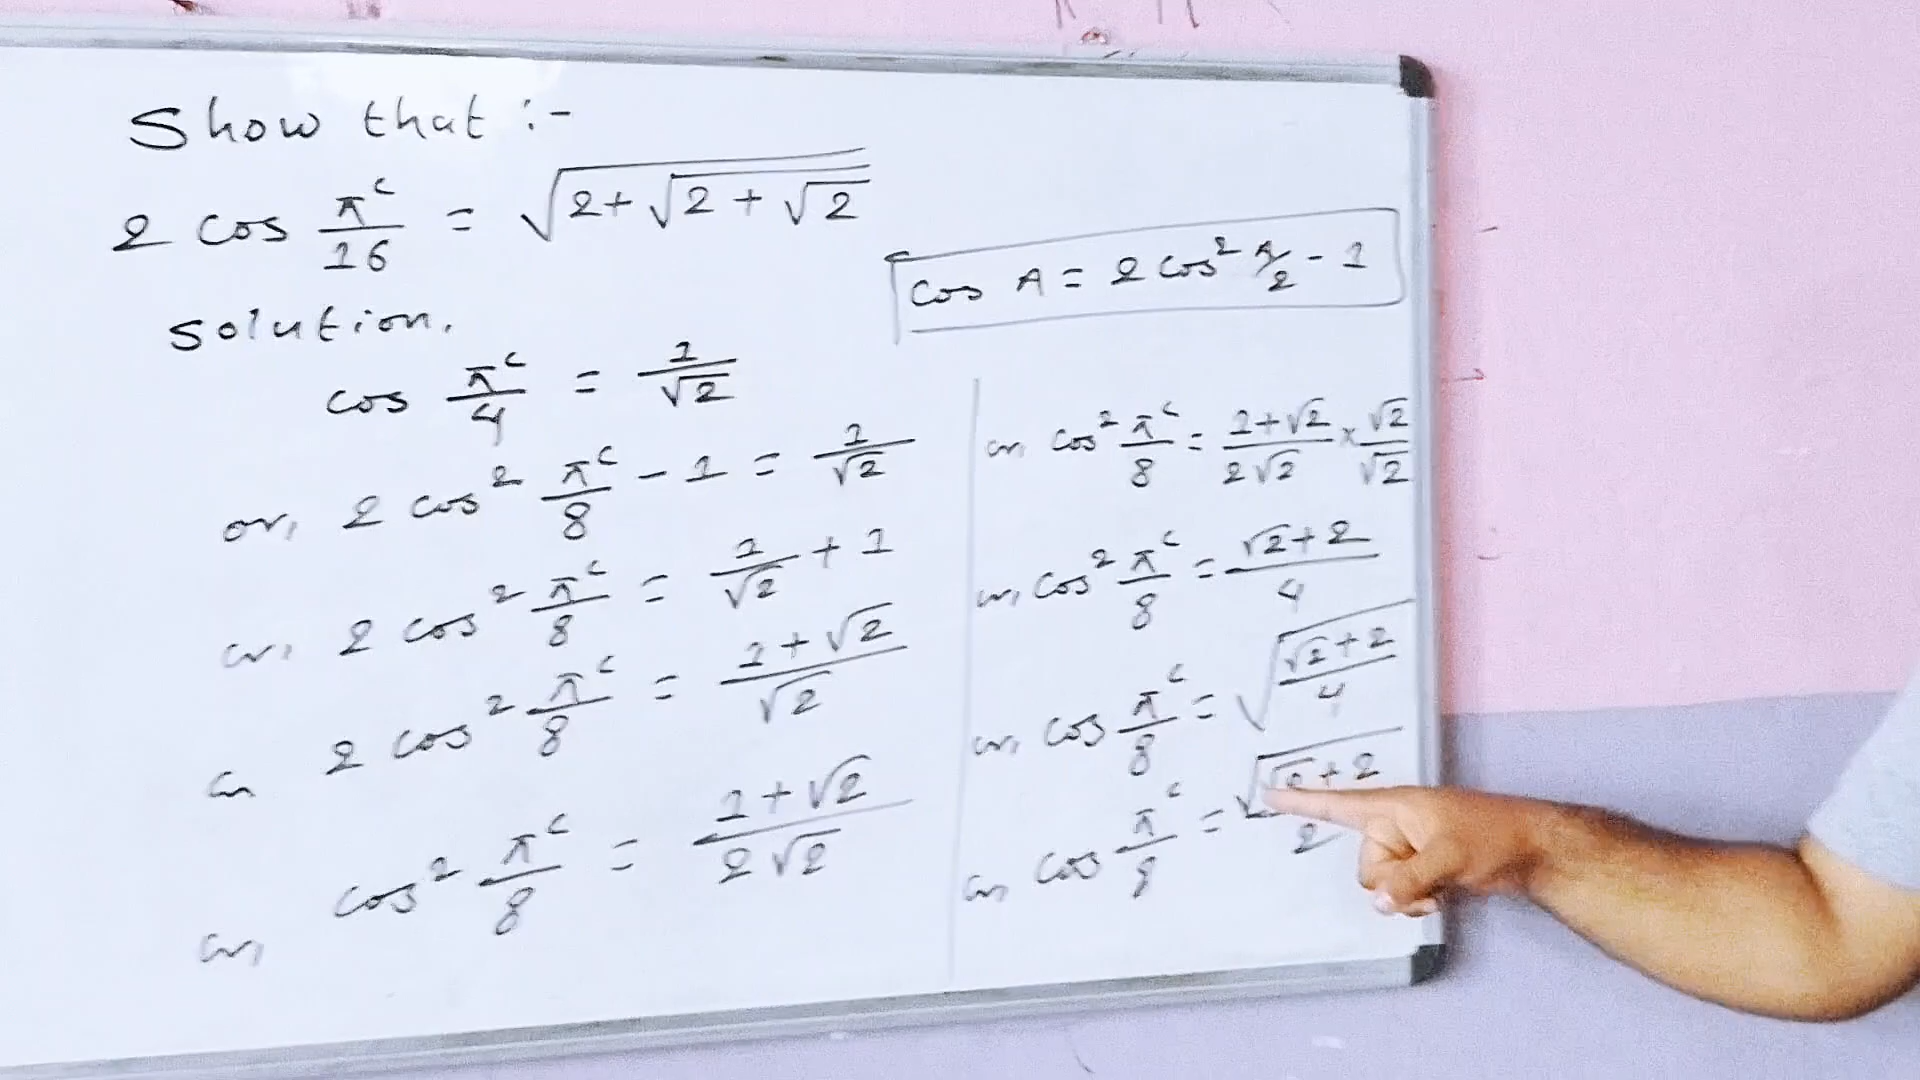 Show that :-
2 cos π^c/16 = √(2+√(2+√2))
cos A = 2 cos² A/2 - 1
solution.
cos π^c/4 = 1/√2
or, 2 cos² π^c/8 - 1 = 1/√2
or, 2 cos² π^c/8 = 1/√2 + 1
or 2 cos² π^c/8 = (1+√2)/√2
or, cos² π^c/8 = (1+√2)/(2√2)
or, cos² π^c/8 = (1+√2)/(2√2) × √2/√2
or, cos² π^c/8 = (√2+2)/4
or, cos π^c/8 = √((√2+2)/4)
or, cos π^c/8 = √(√2+2)/2